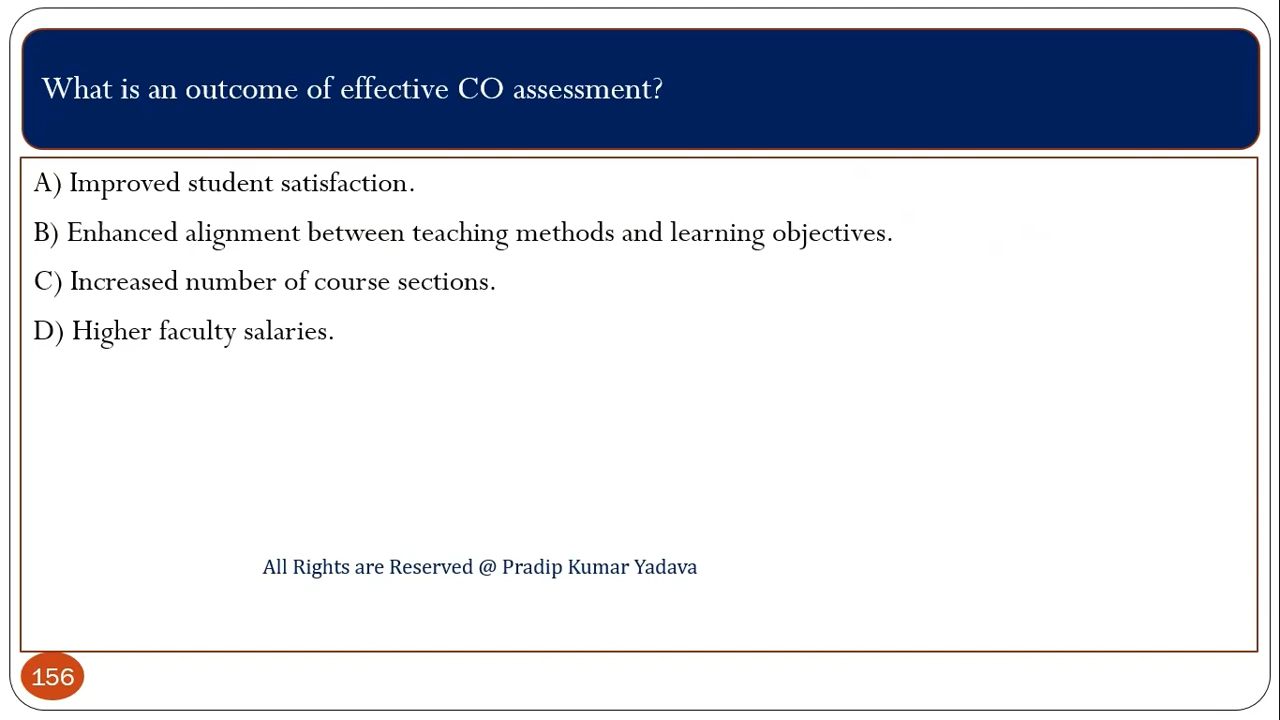 What is an outcome of effective CO assessment?
A) Improved student satisfaction.
B) Enhanced alignment between teaching methods and learning objectives.
C) Increased number of course sections.
D) Higher faculty salaries.
All Rights are Reserved @ Pradip Kumar Yadava
156